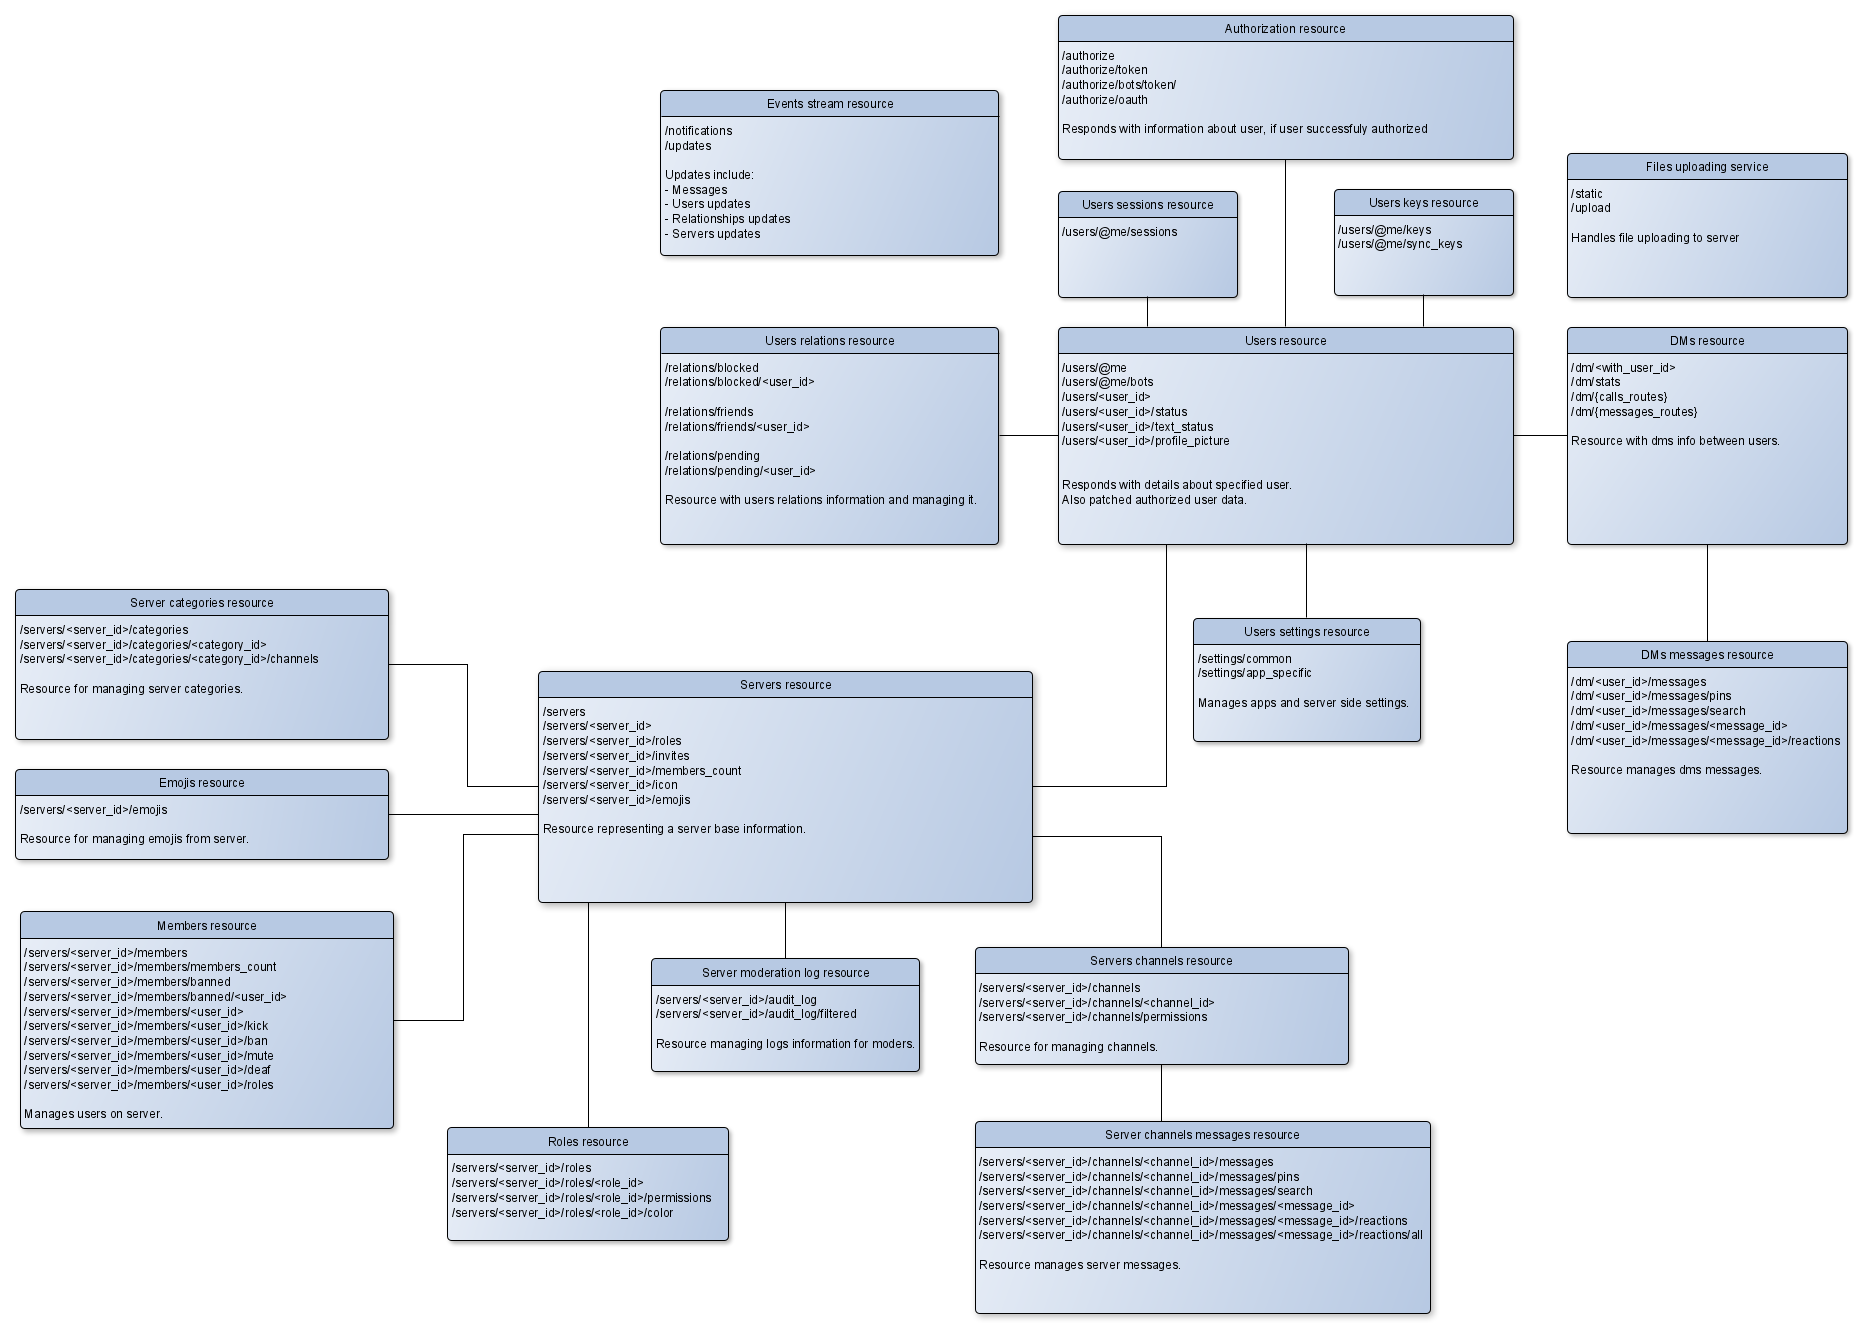 Authorization resource
/authorize
/authorize/token
/authorize/bots/token/
/authorize/oauth
Responds with information about user, if user successfuly authorized
Events stream resource
/notifications
/updates
Updates include:
- Messages
- Users updates
- Relationships updates
- Servers updates
Users sessions resource
/users/@me/sessions
Users keys resource
/users/@me/keys
/users/@me/sync_keys
Files uploading service
/static
/upload
Handles file uploading to server
Users relations resource
/relations/blocked
/relations/blocked/<user_id>
/relations/friends
/relations/friends/<user_id>
/relations/pending
/relations/pending/<user_id>
Resource with users relations information and managing it.
Users resource
/users/@me
/users/@me/bots
/users/<user_id>
/users/<user_id>/status
/users/<user_id>/text_status
/users/<user_id>/profile_picture
Responds with details about specified user.
Also patched authorized user data.
DMs resource
/dm/<with_user_id>
/dm/stats
/dm/{calls_routes}
/dm/{messages_routes}
Resource with dms info between users.
Server categories resource
/servers/<server_id>/categories
/servers/<server_id>/categories/<category_id>
/servers/<server_id>/categories/<category_id>/channels
Resource for managing server categories.
Users settings resource
/settings/common
/settings/app_specific
Manages apps and server side settings.
DMs messages resource
/dm/<user_id>/messages
/dm/<user_id>/messages/pins
/dm/<user_id>/messages/search
/dm/<user_id>/messages/<message_id>
/dm/<user_id>/messages/<message_id>/reactions
Resource manages dms messages.
Servers resource
/servers
/servers/<server_id>
/servers/<server_id>/roles
/servers/<server_id>/invites
/servers/<server_id>/members_count
/servers/<server_id>/icon
/servers/<server_id>/emojis
Resource representing a server base information.
Emojis resource
/servers/<server_id>/emojis
Resource for managing emojis from server.
Members resource
/servers/<server_id>/members
/servers/<server_id>/members/members_count
/servers/<server_id>/members/banned
/servers/<server_id>/members/banned/<user_id>
/servers/<server_id>/members/<user_id>
/servers/<server_id>/members/<user_id>/kick
/servers/<server_id>/members/<user_id>/ban
/servers/<server_id>/members/<user_id>/mute
/servers/<server_id>/members/<user_id>/deaf
/servers/<server_id>/members/<user_id>/roles
Manages users on server.
Server moderation log resource
/servers/<server_id>/audit_log
/servers/<server_id>/audit_log/filtered
Resource managing logs information for moders.
Servers channels resource
/servers/<server_id>/channels
/servers/<server_id>/channels/<channel_id>
/servers/<server_id>/channels/permissions
Resource for managing channels.
Roles resource
/servers/<server_id>/roles
/servers/<server_id>/roles/<role_id>
/servers/<server_id>/roles/<role_id>/permissions
/servers/<server_id>/roles/<role_id>/color
Server channels messages resource
/servers/<server_id>/channels/<channel_id>/messages
/servers/<server_id>/channels/<channel_id>/messages/pins
/servers/<server_id>/channels/<channel_id>/messages/search
/servers/<server_id>/channels/<channel_id>/messages/<message_id>
/servers/<server_id>/channels/<channel_id>/messages/<message_id>/reactions
/servers/<server_id>/channels/<channel_id>/messages/<message_id>/reactions/all
Resource manages server messages.